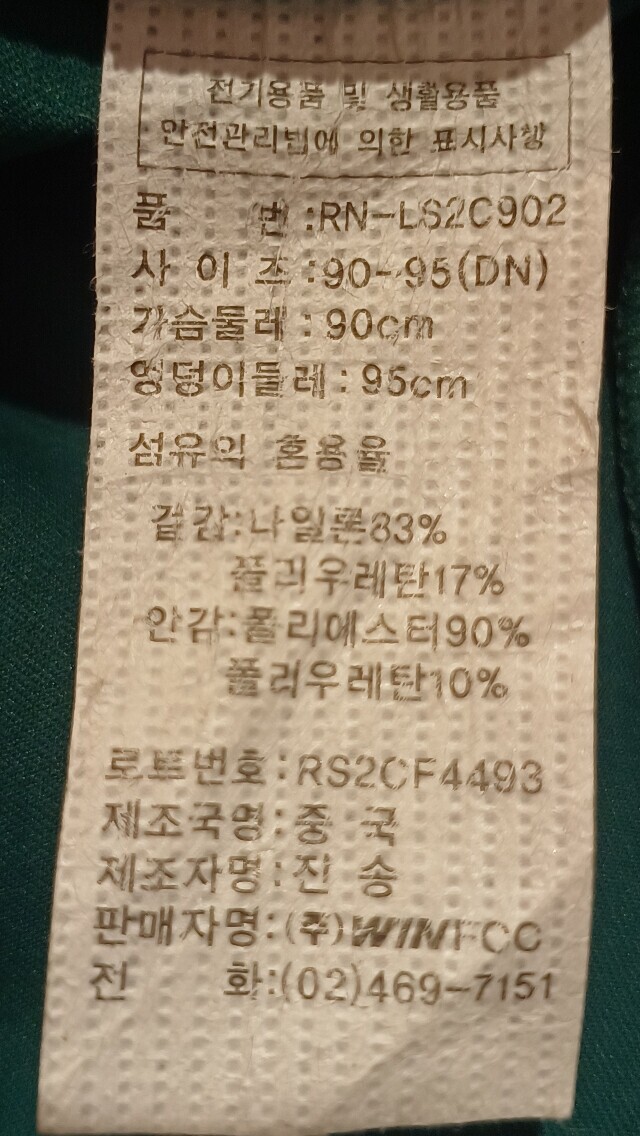 전기용품 및 생활용품
안전관리법에 의한 표시사항
품 번 :RN-LS2C902
사 이 즈 :90-95(DN)
가슴둘레 : 90cm
엉덩이둘레 : 95cm
섬유의 혼용율
겉감:나일론83%
폴리우레탄17%
안감:폴리에스터90%
폴리우레탄10%
로트번호:RS2CF4493
제조국명:중 국
제조자명:진 송
판매자명:(주)WINFCC
전 화:(02)469-7151